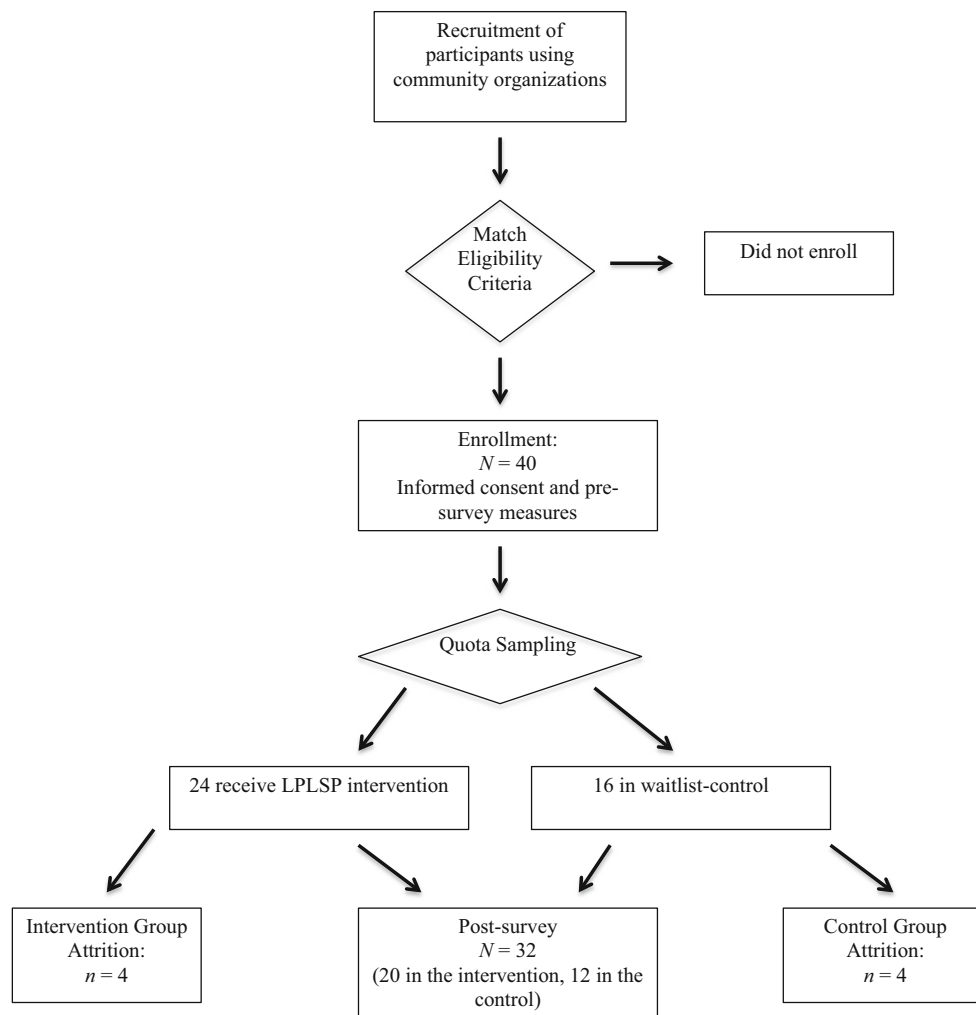 Recruitment of
participants using
community organizations
Match
Eligibility
Criteria
Did not enroll
Enrollment:
N = 40
Informed consent and pre-
survey measures
Quota Sampling
24 receive LPLSP intervention
16 in waitlist-control
Intervention Group
Attrition:
n = 4
Post-survey
N = 32
(20 in the intervention, 12 in the
control)
Control Group
Attrition:
n = 4